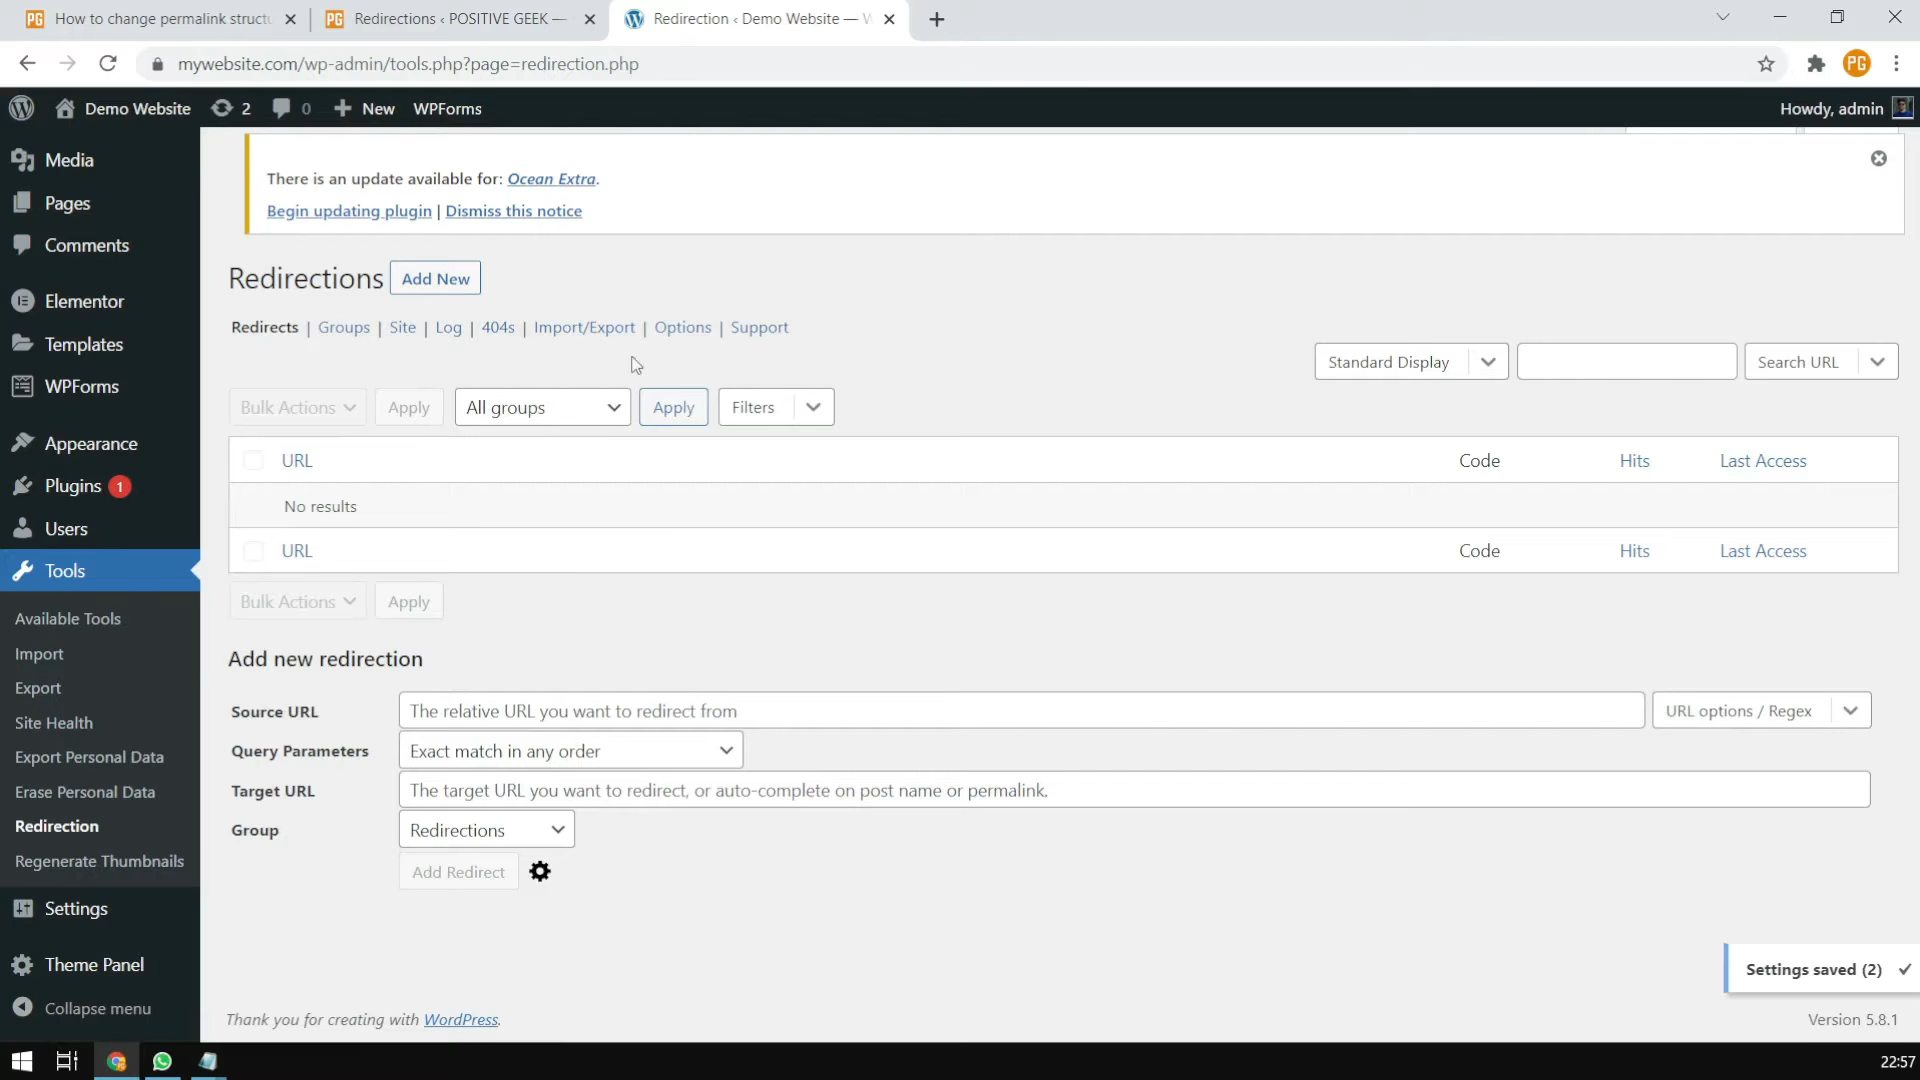 How to change permalink structu
Redirections ‹ POSITIVE GEEK —
Redirection ‹ Demo Website — W
mywebsite.com/wp-admin/tools.php?page=redirection.php
PG
Demo Website 2 0 New WPForms Howdy, admin
Media
Pages
Comments
Elementor
Templates
WPForms
Appearance
Plugins 1
Users
Tools
Available Tools
Import
Export
Site Health
Export Personal Data
Erase Personal Data
Redirection
Regenerate Thumbnails
Settings
Theme Panel
Collapse menu
There is an update available for: Ocean Extra.
Begin updating plugin | Dismiss this notice
Redirections Add New
Redirects | Groups | Site | Log | 404s | Import/Export | Options | Support
Standard Display Search URL
Bulk Actions Apply All groups Apply Filters
URL Code Hits Last Access
No results
URL Code Hits Last Access
Bulk Actions Apply
Add new redirection
Source URL The relative URL you want to redirect from URL options / Regex
Query Parameters Exact match in any order
Target URL The target URL you want to redirect, or auto-complete on post name or permalink.
Group Redirections
Add Redirect
Settings saved (2)
Thank you for creating with WordPress. Version 5.8.1
22:57